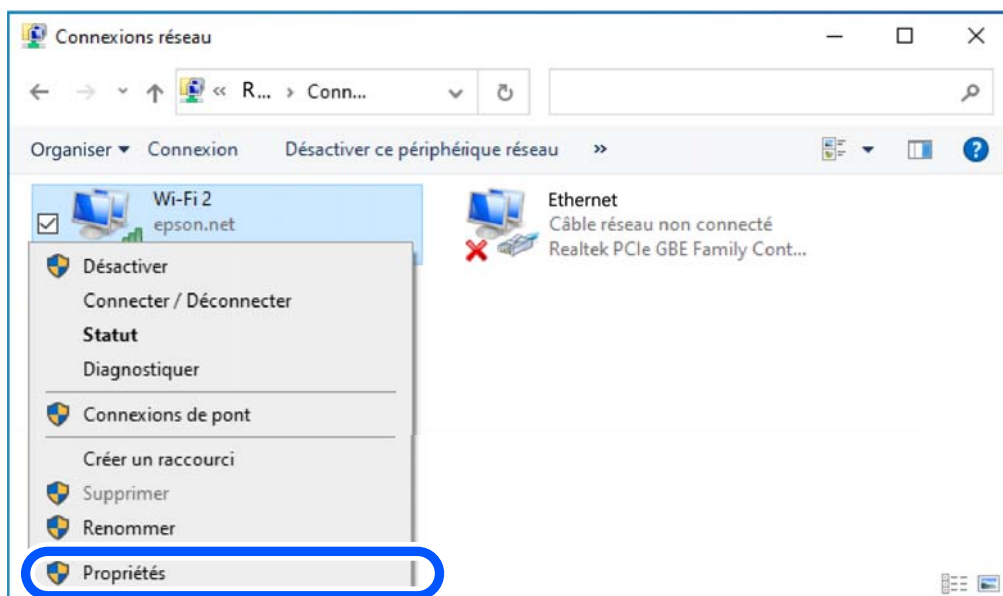 Connexions réseau
« R... › Conn...
Organiser Connexion Désactiver ce périphérique réseau »
Wi-Fi 2
epson.net
Ethernet
Câble réseau non connecté
Realtek PCIe GBE Family Cont...
Désactiver
Connecter / Déconnecter
Statut
Diagnostiquer
Connexions de pont
Créer un raccourci
Supprimer
Renommer
Propriétés